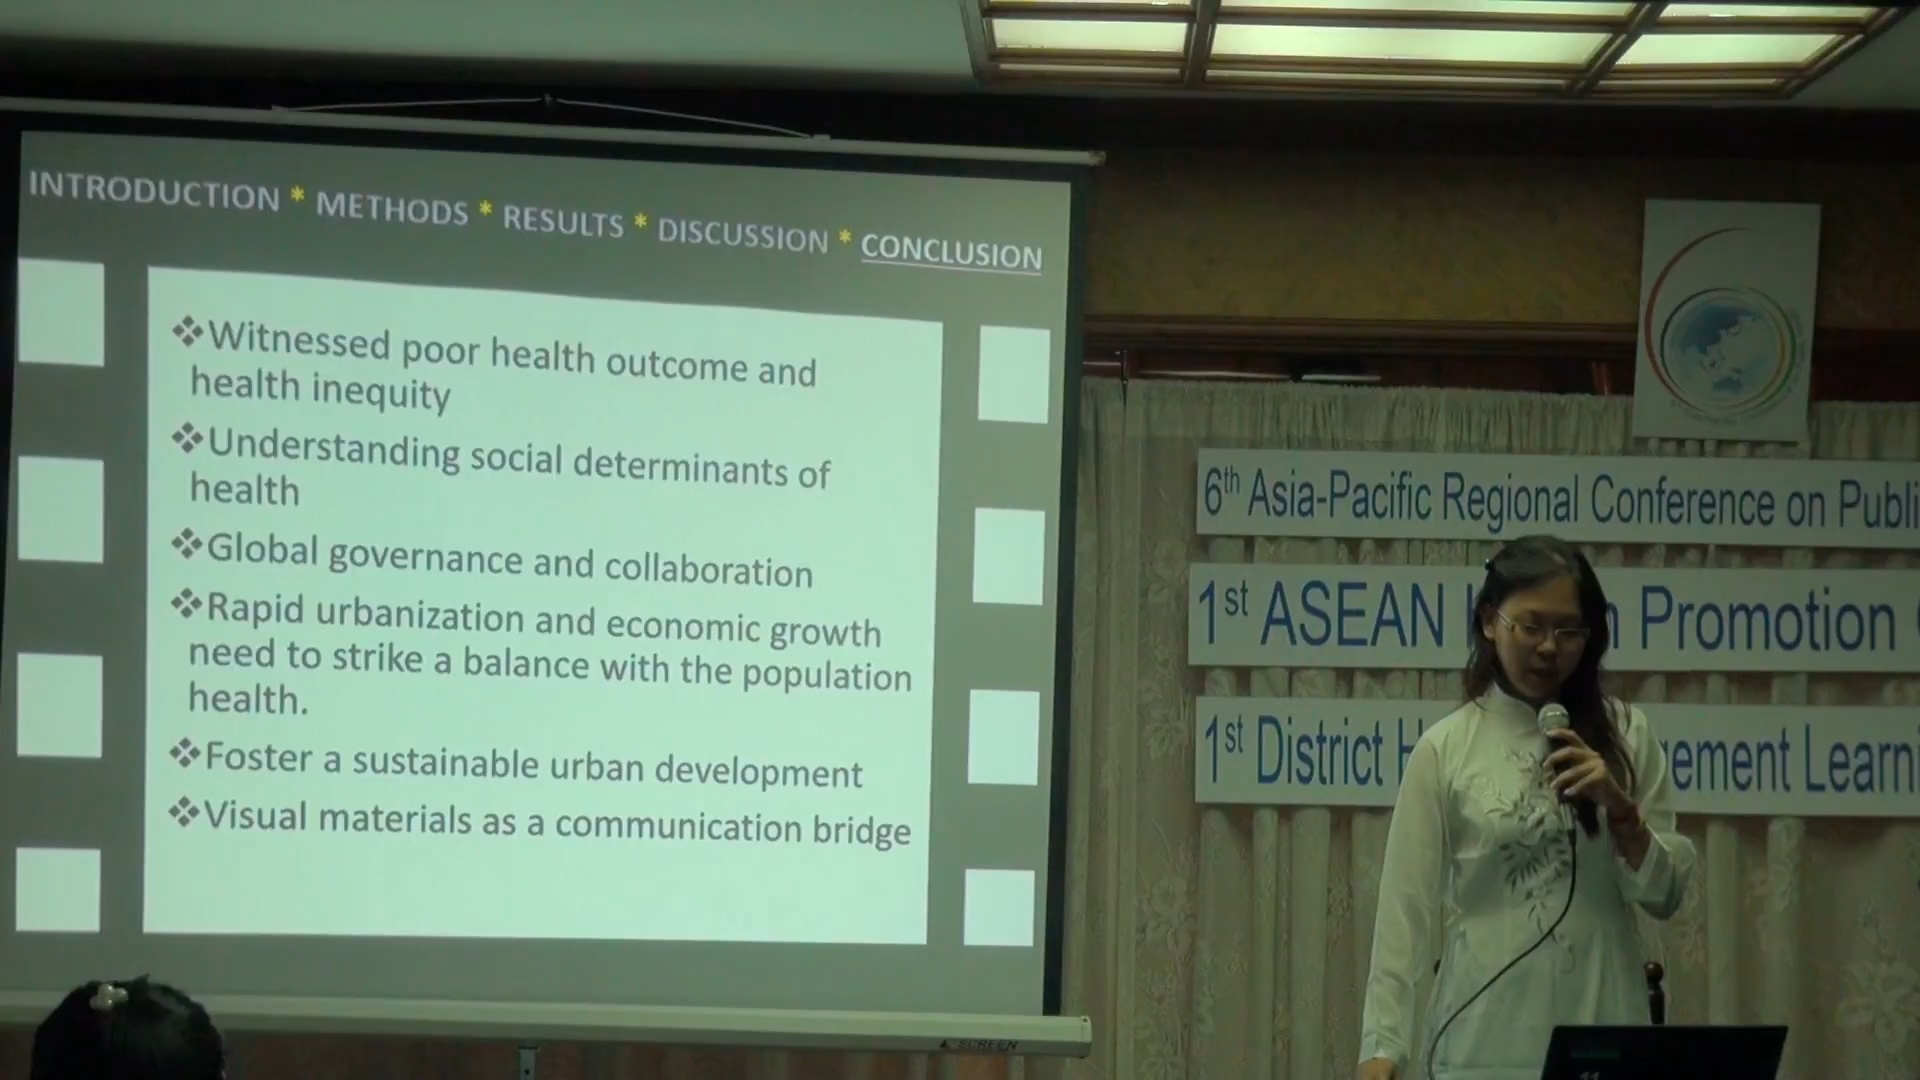 INTRODUCTION * METHODS * RESULTS * DISCUSSION * CONCLUSION
❖Witnessed poor health outcome and
health inequity
❖Understanding social determinants of
health
❖Global governance and collaboration
❖Rapid urbanization and economic growth
need to strike a balance with the population
health.
❖Foster a sustainable urban development
❖Visual materials as a communication bridge
SCREEN
6th Asia-Pacific Regional Conference on Publi
1st ASEAN H Promotion
1st District H gement Learni